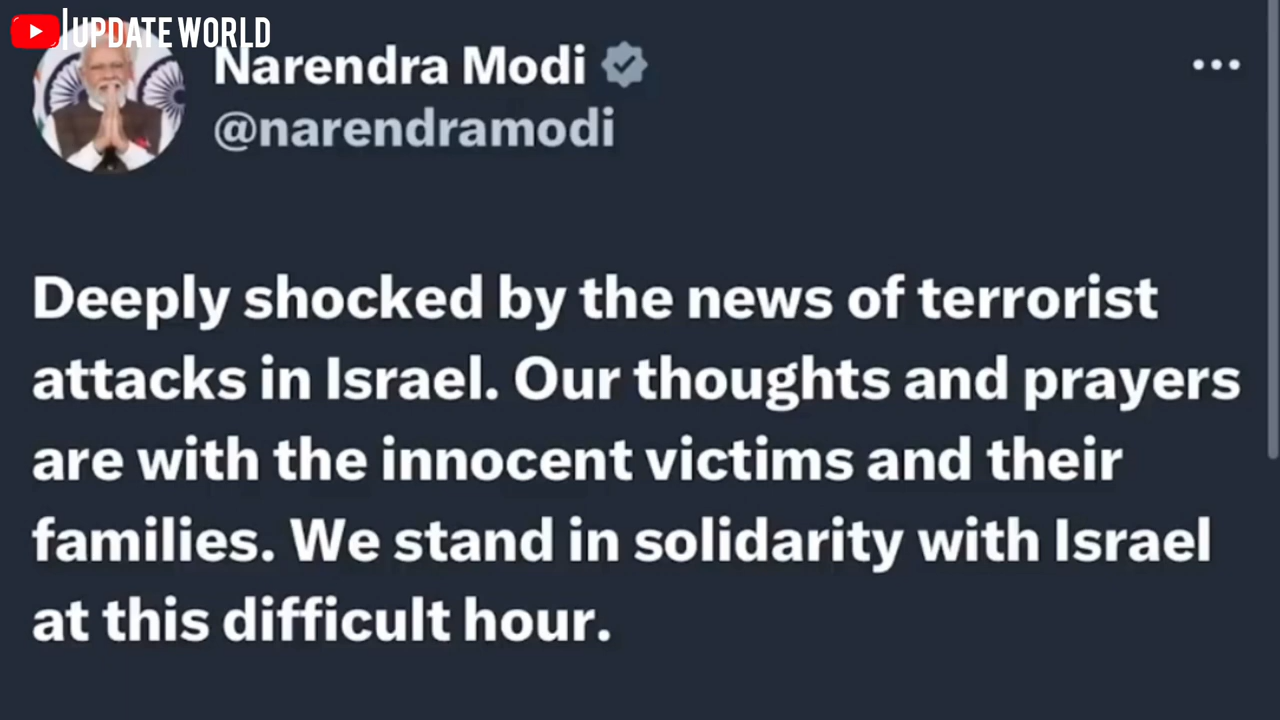 UPDATE WORLD
Narendra Modi
@narendramodi
Deeply shocked by the news of terrorist
attacks in Israel. Our thoughts and prayers
are with the innocent victims and their
families. We stand in solidarity with Israel
at this difficult hour.